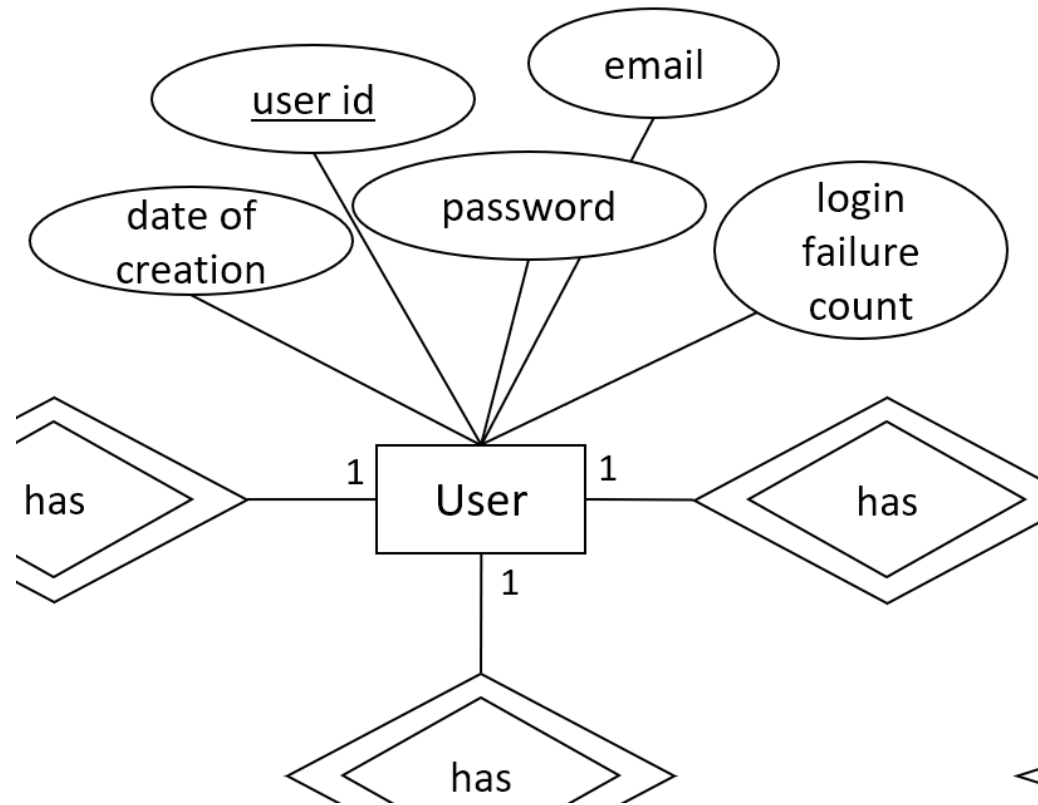 email
user id
password
login
failure
count
date of
creation
1
1
has
User
has
1
has